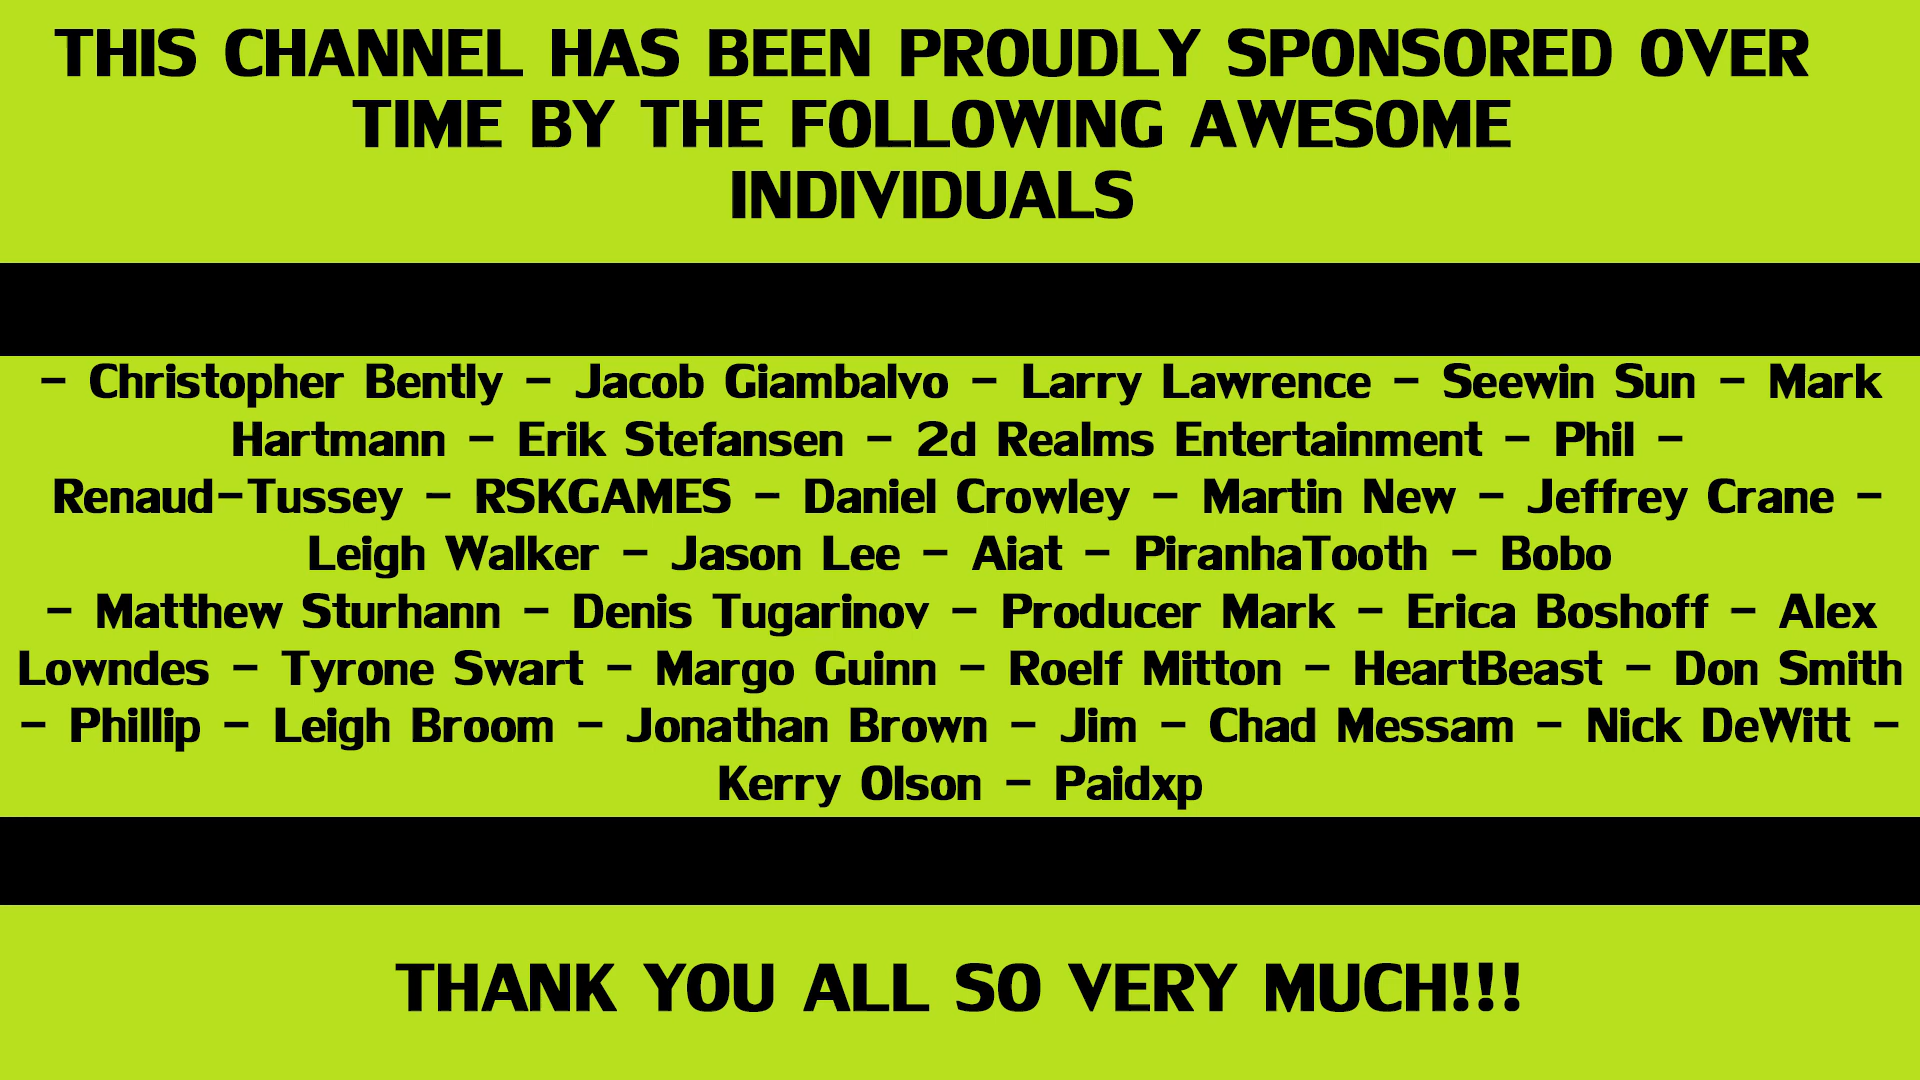 THIS CHANNEL HAS BEEN PROUDLY SPONSORED OVER
TIME BY THE FOLLOWING AWESOME
INDIVIDUALS
- Christopher Bently - Jacob Giambalvo - Larry Lawrence - Seewin Sun - Mark
Hartmann - Erik Stefansen - 2d Realms Entertainment - Phil -
Renaud-Tussey - RSKGAMES - Daniel Crowley - Martin New - Jeffrey Crane -
Leigh Walker - Jason Lee - Aiat - PiranhaTooth - Bobo
- Matthew Sturhann - Denis Tugarinov - Producer Mark - Erica Boshoff - Alex
Lowndes - Tyrone Swart - Margo Guinn - Roelf Mitton - HeartBeast - Don Smith
- Phillip - Leigh Broom - Jonathan Brown - Jim - Chad Messam - Nick DeWitt -
Kerry Olson - Paidxp
THANK YOU ALL SO VERY MUCH!!!